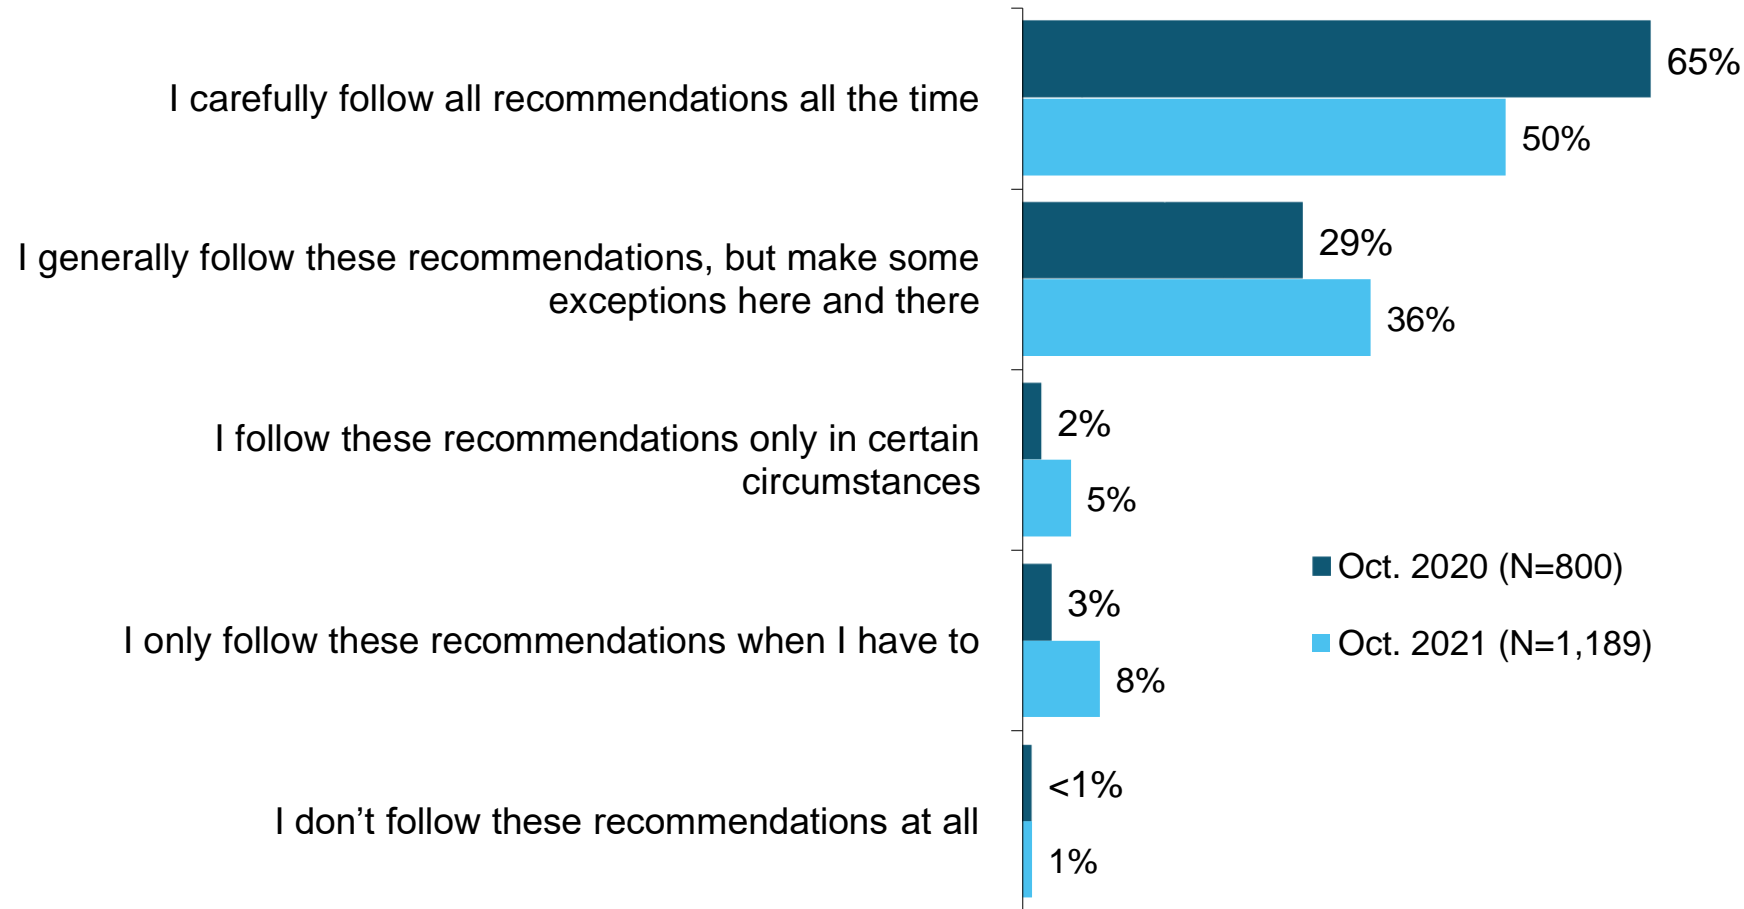 I carefully follow all recommendations all the time
65%
50%
I generally follow these recommendations, but make some
exceptions here and there
29%
36%
I follow these recommendations only in certain
circumstances
2%
5%
I only follow these recommendations when I have to
3%
8%
I don’t follow these recommendations at all
<1%
1%
Oct. 2020 (N=800)
Oct. 2021 (N=1,189)